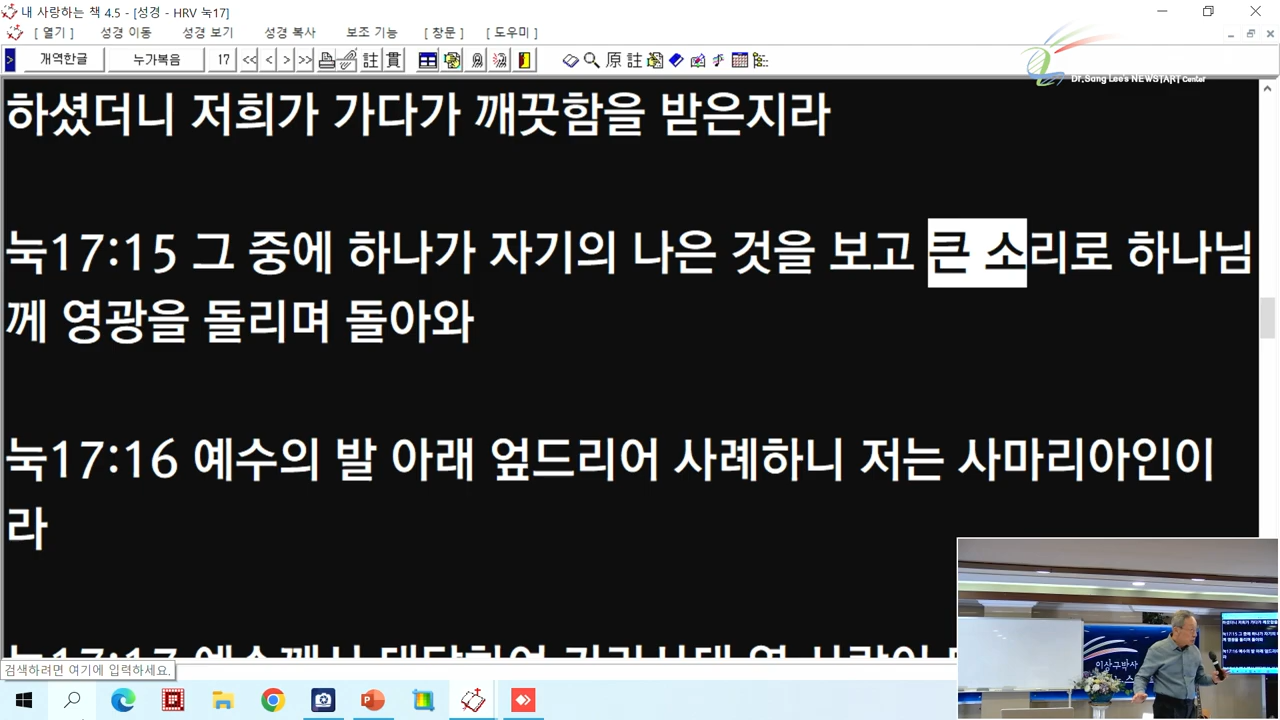 내 사랑하는 책 4.5 - [성경 - HRV 눅17]
[ 열기 ] 성경 이동 성경 보기 성경 복사 보조 기능 [ 창문 ] [ 도우미 ]
> 개역한글 누가복음 17 << < > >> 註 貫 原 註
Dr.Sang Lee's NEWSTART Center
하셨더니 저희가 가다가 깨끗함을 받은지라
눅17:15 그 중에 하나가 자기의 나은 것을 보고 큰 소리로 하나님
께 영광을 돌리며 돌아와
눅17:16 예수의 발 아래 엎드리어 사례하니 저는 사마리아인이
라
검색하려면 여기에 입력하세요.
이상구박사